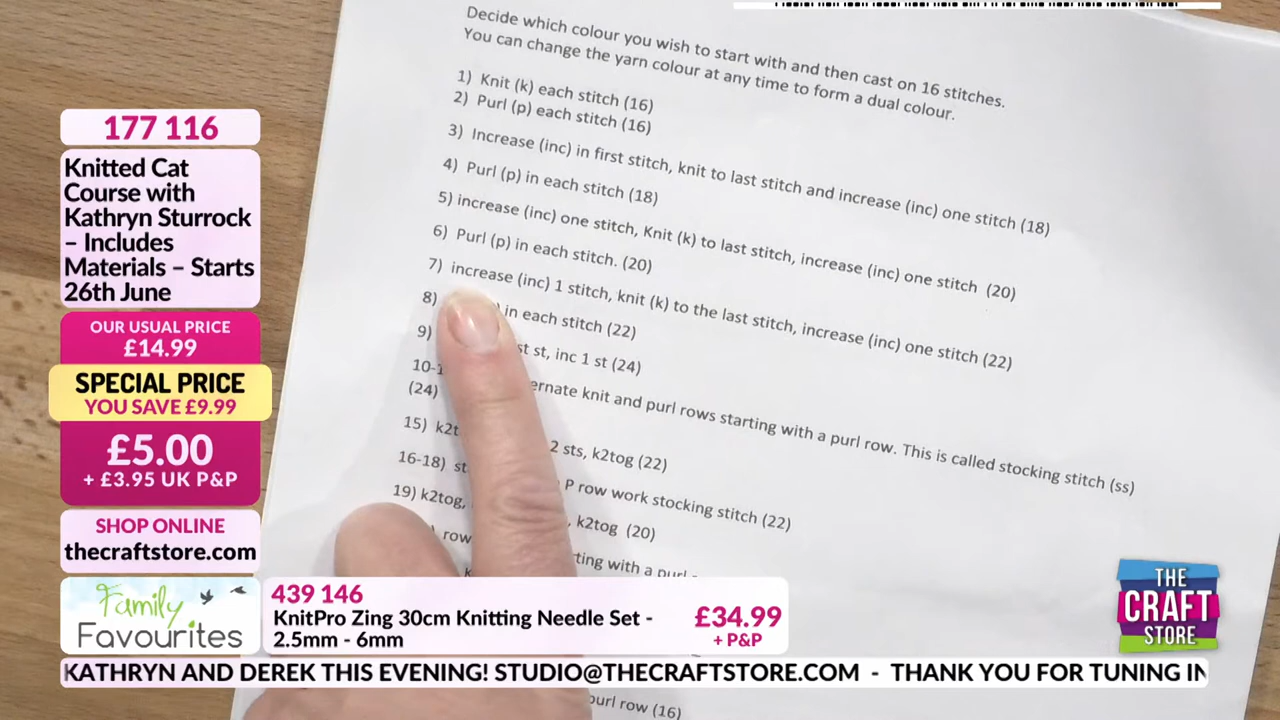 Decide which colour you wish to start with and then cast on 16 stitches.
You can change the yarn colour at any time to form a dual colour.
1) Knit (k) each stitch (16)
2) Purl (p) each stitch (16)
3) Increase (inc) in first stitch, knit to last stitch and increase (inc) one stitch (18)
4) Purl (p) in each stitch (18)
5) increase (inc) one stitch, Knit (k) to last stitch, increase (inc) one stitch (20)
6) Purl (p) in each stitch. (20)
7) increase (inc) 1 stitch, knit (k) to the last stitch, increase (inc) one stitch (22)
8) in each stitch (22)
9) st st, inc 1 st (24)
knit and purl rows starting with a purl row. This is called stocking stitch (ss)
(24)
15) 2 sts, k2tog (22)
16-18) P row work stocking stitch (22)
19) k2tog, k2tog (20)
row with a
purl row (16)
177 116
Knitted Cat
Course with
Kathryn Sturrock
– Includes
Materials – Starts
26th June
OUR USUAL PRICE
£14.99
SPECIAL PRICE
YOU SAVE £9.99
£5.00
+ £3.95 UK P&P
SHOP ONLINE
thecraftstore.com
Family
Favourites
439 146
KnitPro Zing 30cm Knitting Needle Set -
2.5mm - 6mm
£34.99
+ P&P
THE
CRAFT
STORE
KATHRYN AND DEREK THIS EVENING! STUDIO@THECRAFTSTORE.COM - THANK YOU FOR TUNING IN